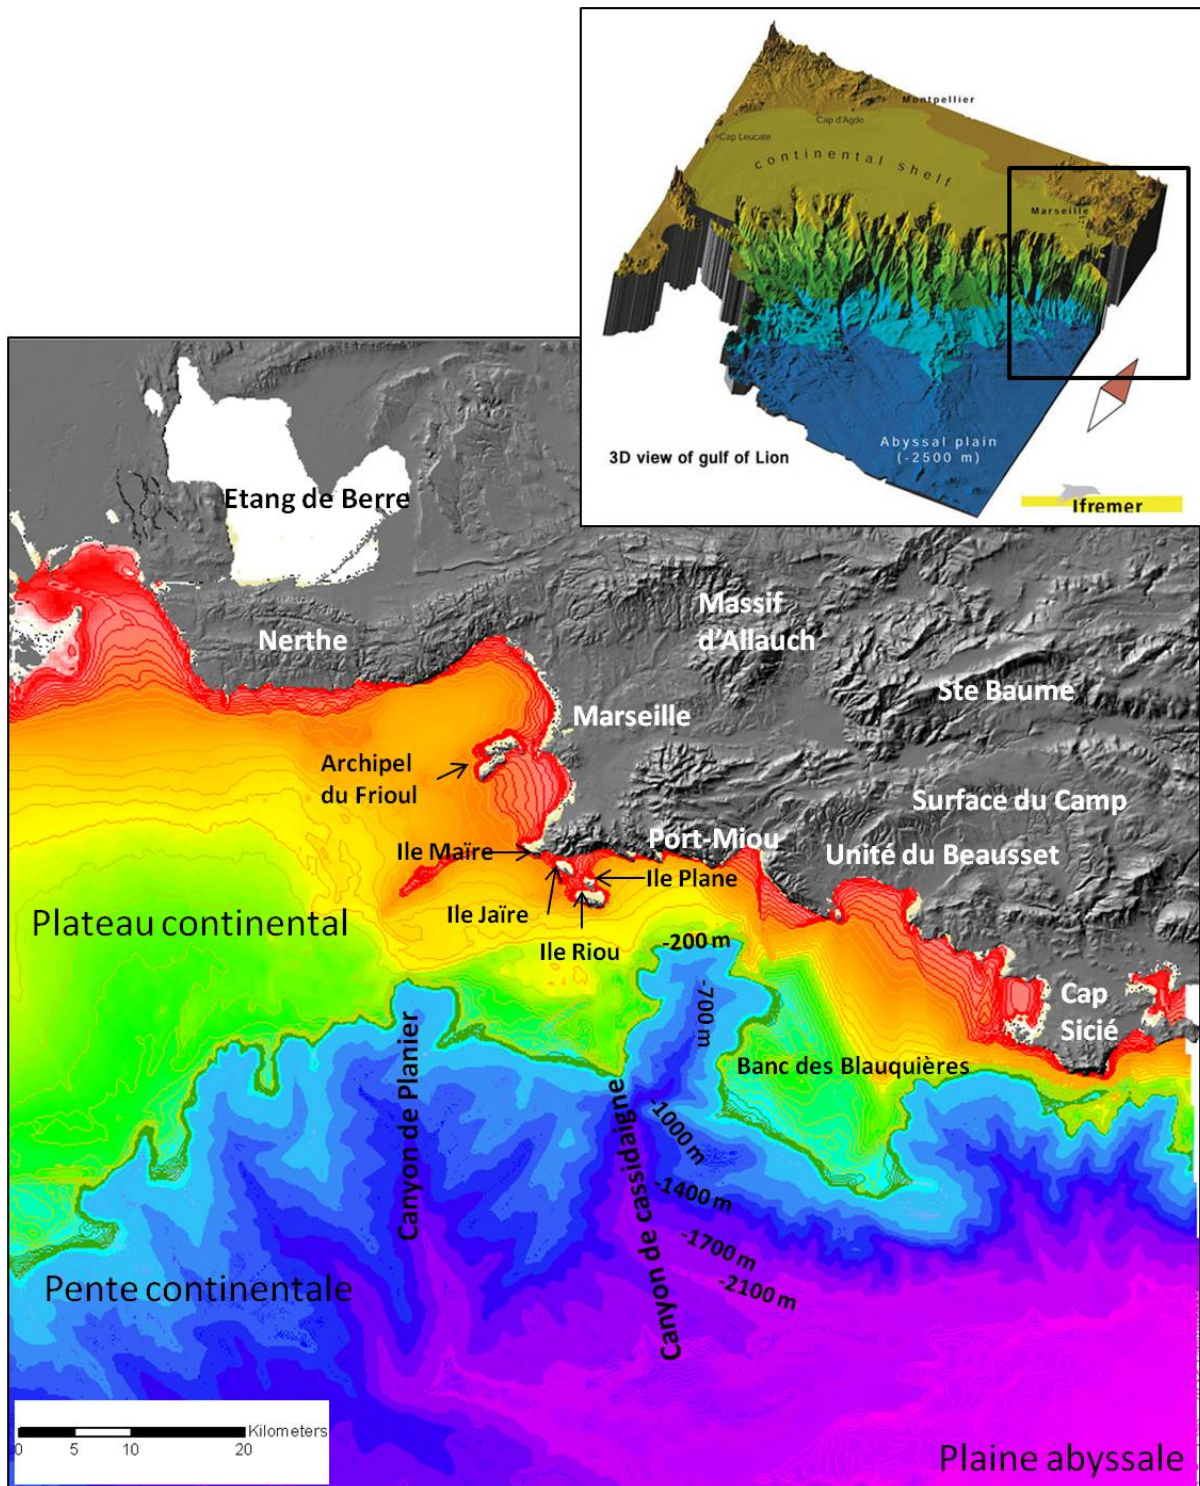 Montpellier
Cap d'Agde
Cap Leucate
continental shelf
Marseille
Abyssal plain
(-2500 m)
3D view of gulf of Lion
Ifremer
Etang de Berre
Nerthe
Massif
d'Allauch
Ste Baume
Marseille
Archipel
du Frioul
Surface du Camp
Port-Miou
Ile Maïre
Unité du Beausset
Ile Plane
Ile Jaïre
Plateau continental
Ile Riou
-200 m
-700 m
Cap
Sicié
Banc des Blauquières
Canyon de Planier
Canyon de cassidaigne
-1000 m
-1400 m
-1700 m
-2100 m
Pente continentale
Kilometers
0 5 10 20
Plaine abyssale